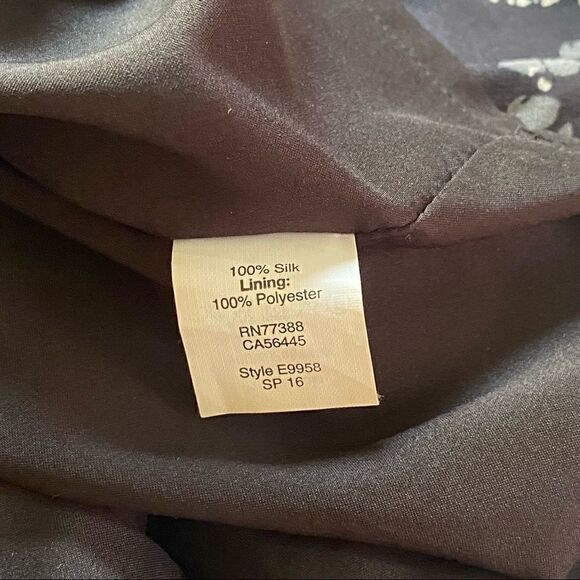 100% Silk
Lining:
100% Polyester
RN77388
CA56445
Style E9958
SP 16